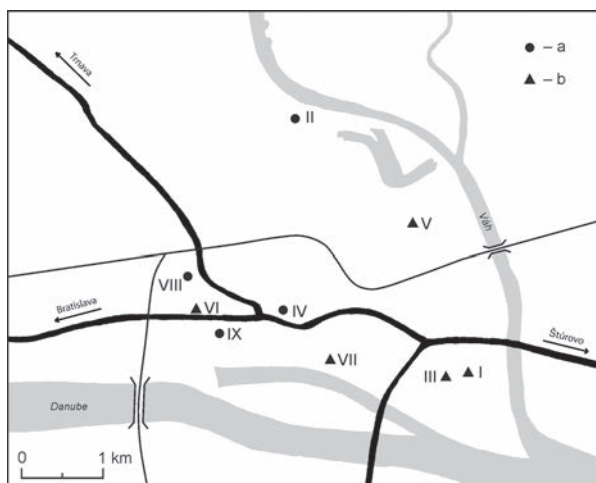 Trnava
– a
– b
II
V
Váh
VIII
Bratislava
VI
IV
IX
Štúrovo
VII
III
I
Danube
0
1 km